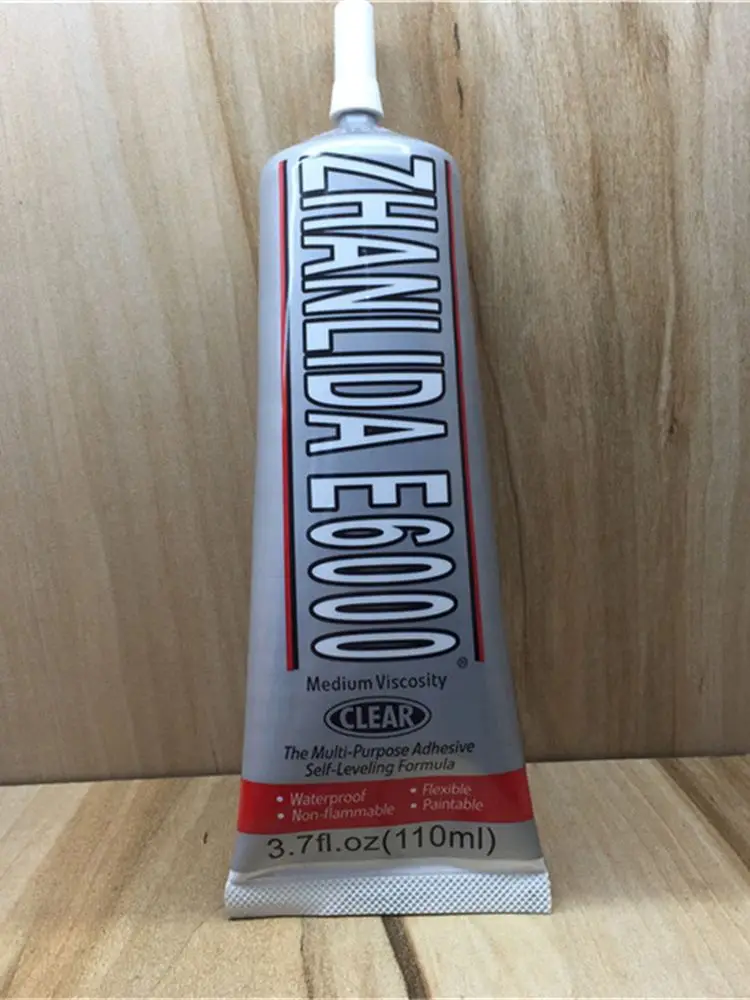 ZHANLIDA E6000®
Medium Viscosity
CLEAR
The Multi-Purpose Adhesive
Self-Leveling Formula
• Waterproof • Flexible
• Non-flammable • Paintable
3.7fl.oz(110ml)